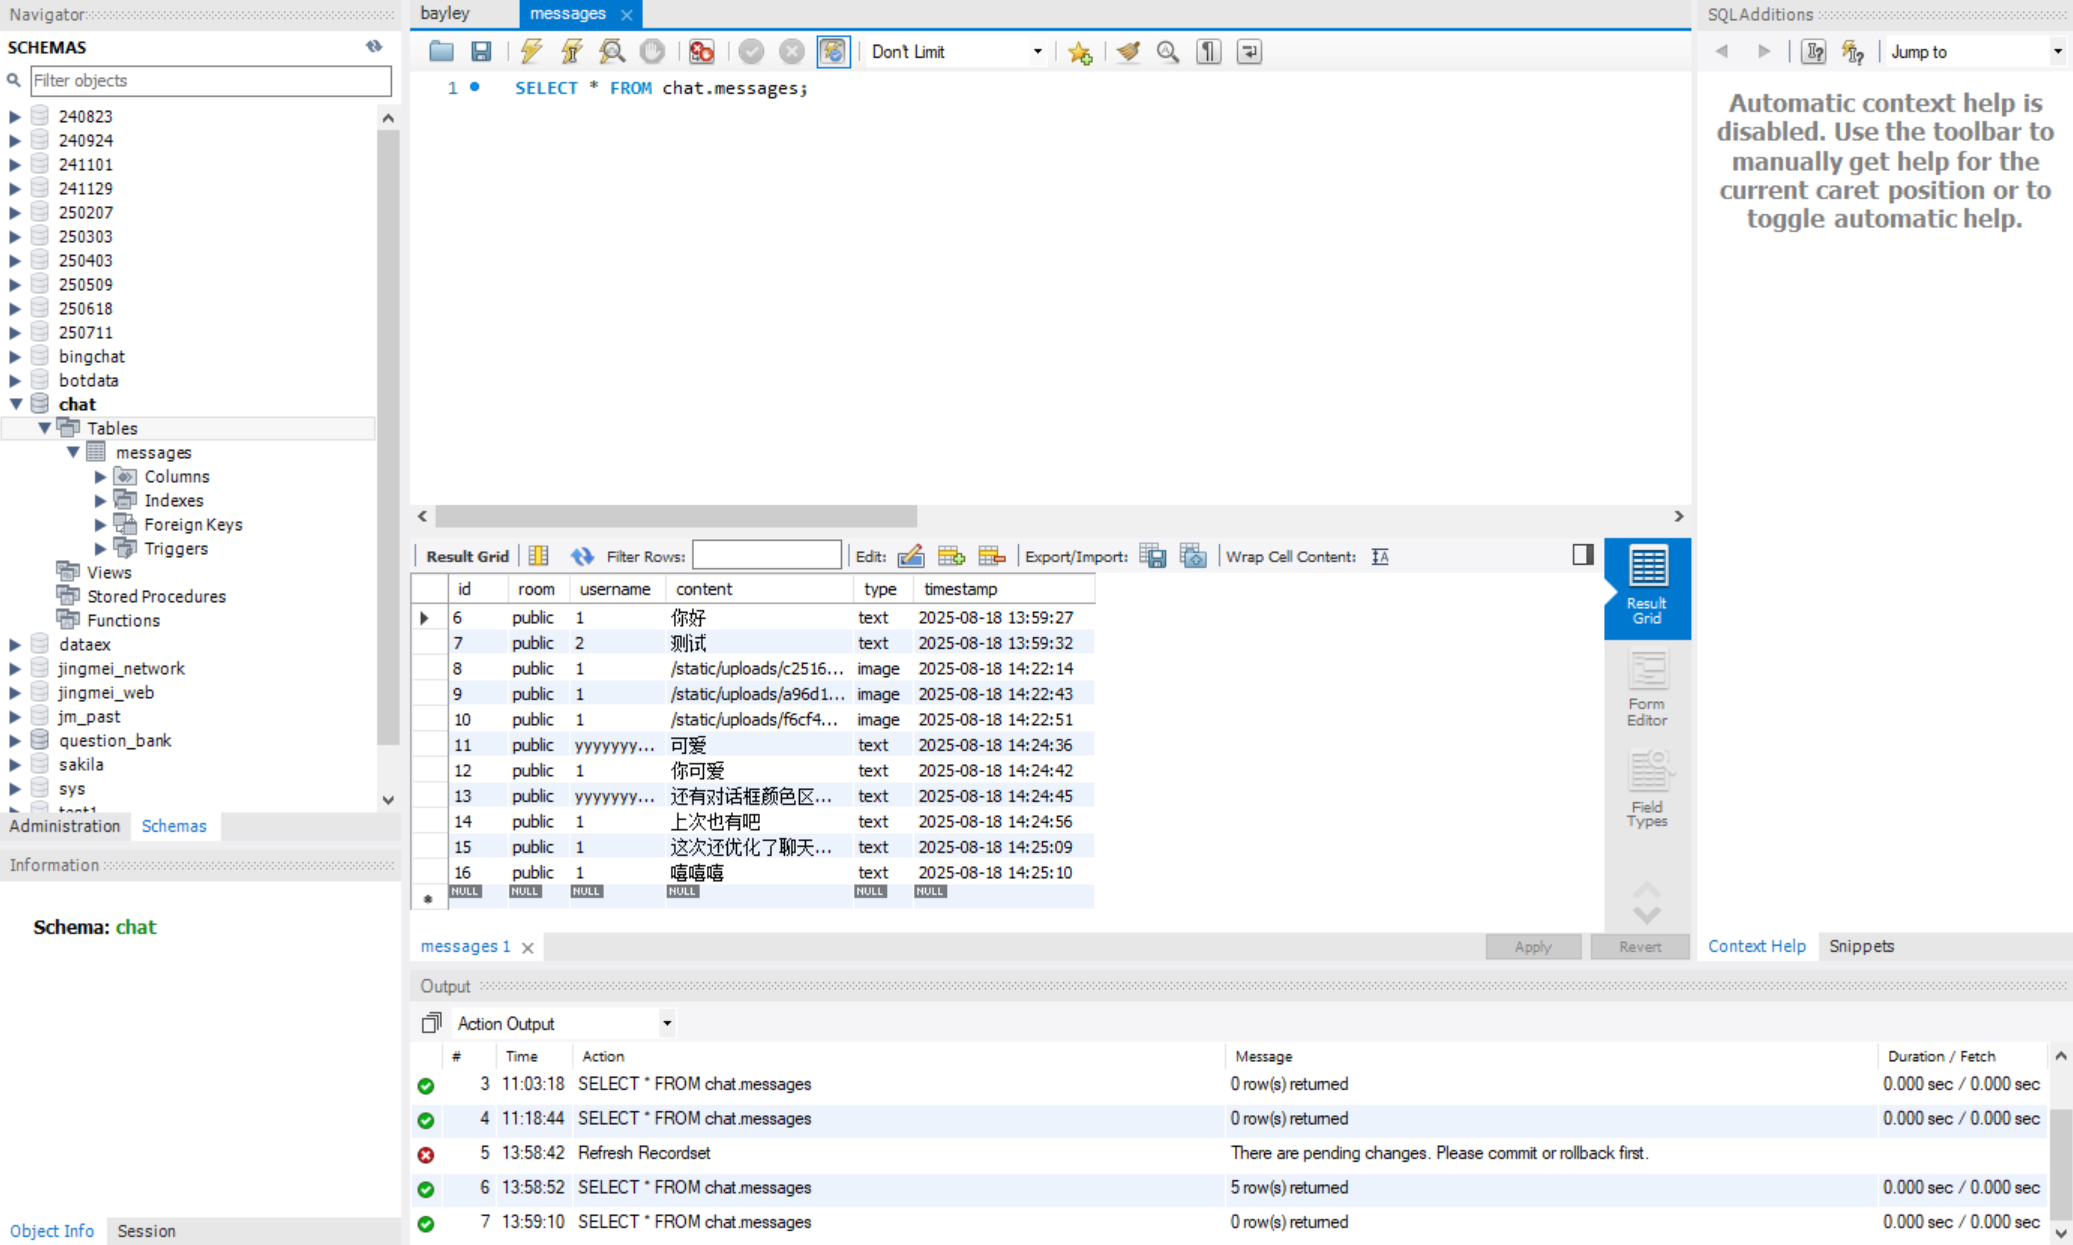 Navigator
SCHEMAS
Filter objects
240823
240924
241101
241129
250207
250303
250403
250509
250618
250711
bingchat
botdata
chat
Tables
messages
Columns
Indexes
Foreign Keys
Triggers
Views
Stored Procedures
Functions
dataex
jingmei_network
jingmei_web
jm_past
question_bank
sakila
sys
Administration Schemas
Information
Schema: chat
Object Info Session
bayley messages
Don't Limit
1 SELECT * FROM chat.messages;
Result Grid Filter Rows: Edit: Export/Import: Wrap Cell Content:
id room username content type timestamp
6 public 1 你好 text 2025-08-18 13:59:27
7 public 2 测试 text 2025-08-18 13:59:32
8 public 1 /static/uploads/c2516... image 2025-08-18 14:22:14
9 public 1 /static/uploads/a96d1... image 2025-08-18 14:22:43
10 public 1 /static/uploads/f6cf4... image 2025-08-18 14:22:51
11 public yyyyyyy... 可爱 text 2025-08-18 14:24:36
12 public 1 你可爱 text 2025-08-18 14:24:42
13 public yyyyyyy... 还有对话框颜色区... text 2025-08-18 14:24:45
14 public 1 上次也有吧 text 2025-08-18 14:24:56
15 public 1 这次还优化了聊天... text 2025-08-18 14:25:09
16 public 1 嘻嘻嘻 text 2025-08-18 14:25:10
NULL NULL NULL NULL NULL NULL
Result
Grid
Form
Editor
Field
Types
messages 1 Apply Revert
Output
Action Output
# Time Action Message Duration / Fetch
3 11:03:18 SELECT * FROM chat.messages 0 row(s) returned 0.000 sec / 0.000 sec
4 11:18:44 SELECT * FROM chat.messages 0 row(s) returned 0.000 sec / 0.000 sec
5 13:58:42 Refresh Recordset There are pending changes. Please commit or rollback first.
6 13:58:52 SELECT * FROM chat.messages 5 row(s) returned 0.000 sec / 0.000 sec
7 13:59:10 SELECT * FROM chat.messages 0 row(s) returned 0.000 sec / 0.000 sec
SQLAdditions
Jump to
Automatic context help is
disabled. Use the toolbar to
manually get help for the
current caret position or to
toggle automatic help.
Context Help Snippets